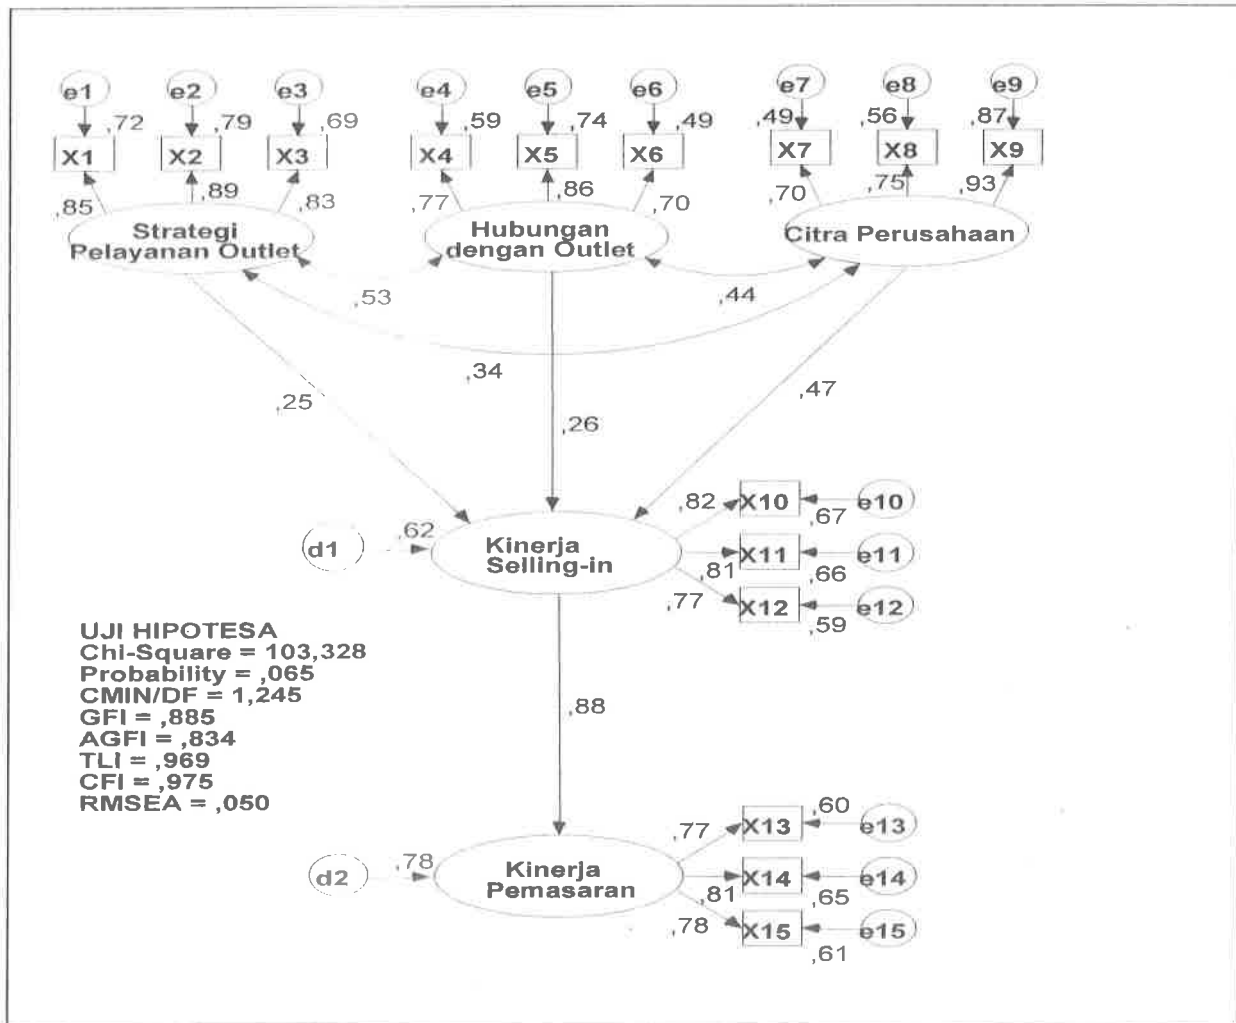 e1 e2 e3 e4 e5 e6 e7 e8 e9
,72 ,79 ,69 ,59 ,74 ,49 ,49 ,56 ,87
X1 X2 X3 X4 X5 X6 X7 X8 X9
,85 ,89 ,83 ,77 ,86 ,70 ,70 ,75 ,93
Strategi
Pelayanan Outlet
Hubungan
dengan Outlet
Citra Perusahaan
,53 ,44
,34
,25 ,26 ,47
d1 ,62
Kinerja
Selling-in
,82 X10 ,67 e10
,81 X11 ,66 e11
,77 X12 ,59 e12
UJI HIPOTESA
Chi-Square = 103,328
Probability = ,065
CMIN/DF = 1,245
GFI = ,885
AGFI = ,834
TLI = ,969
CFI = ,975
RMSEA = ,050
,88
d2 ,78
Kinerja
Pemasaran
,77 X13 ,60 e13
,81 X14 ,65 e14
,78 X15 ,61 e15